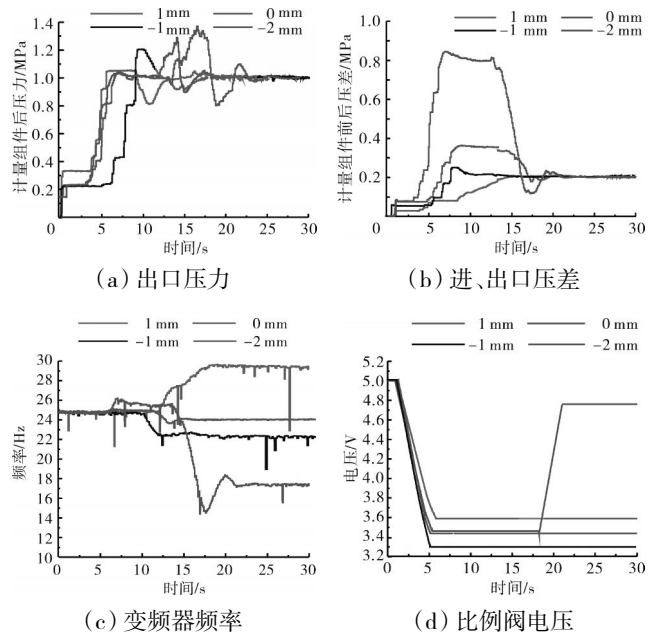 1 mm 0 mm
−1 mm −2 mm
计量组件后压力/MPa
1.4
1.2
1.0
0.8
0.6
0.4
0.2
0 5 10 15 20 25 30
时间/s
(a) 出口压力
1 mm 0 mm
−1 mm −2 mm
计量组件前后压差/MPa
1.0
0.8
0.6
0.4
0.2
0 5 10 15 20 25 30
时间/s
(b) 进、出口压差
1 mm 0 mm
−1 mm −2 mm
频率/Hz
30
28
26
24
22
20
18
16
14
12
10
0 5 10 15 20 25 30
时间/s
(c) 变频器频率
1 mm 0 mm
−1 mm −2 mm
电压/V
5.2
5.0
4.8
4.6
4.4
4.2
4.0
3.8
3.6
3.4
3.2
0 5 10 15 20 25 30
时间/s
(d) 比例阀电压